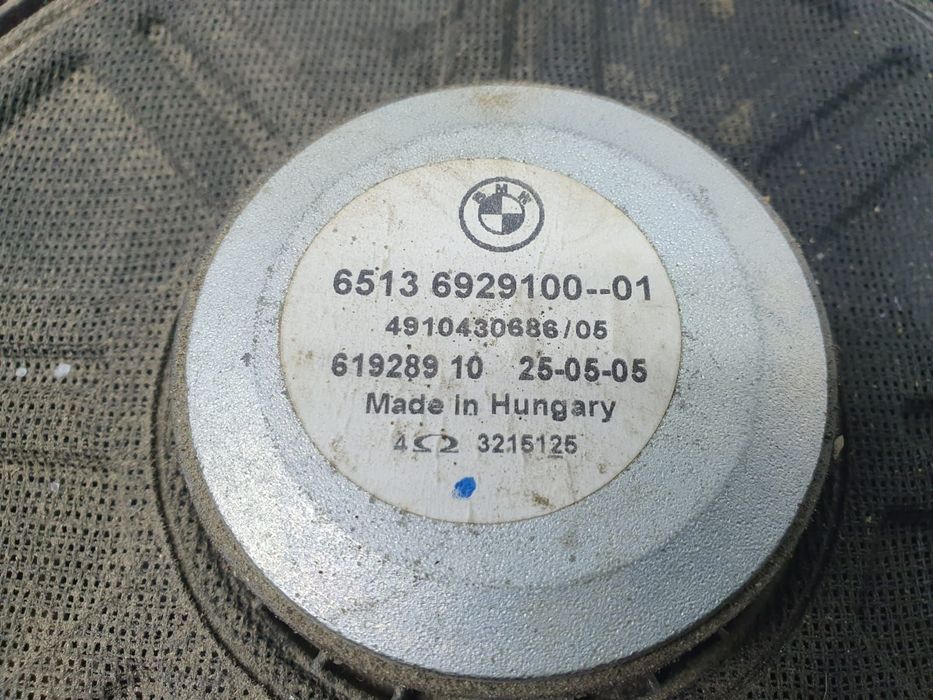 BMW
6513 6929100--01
4910430686/05
619289 10 25-05-05
Made in Hungary
4Ω 3215125